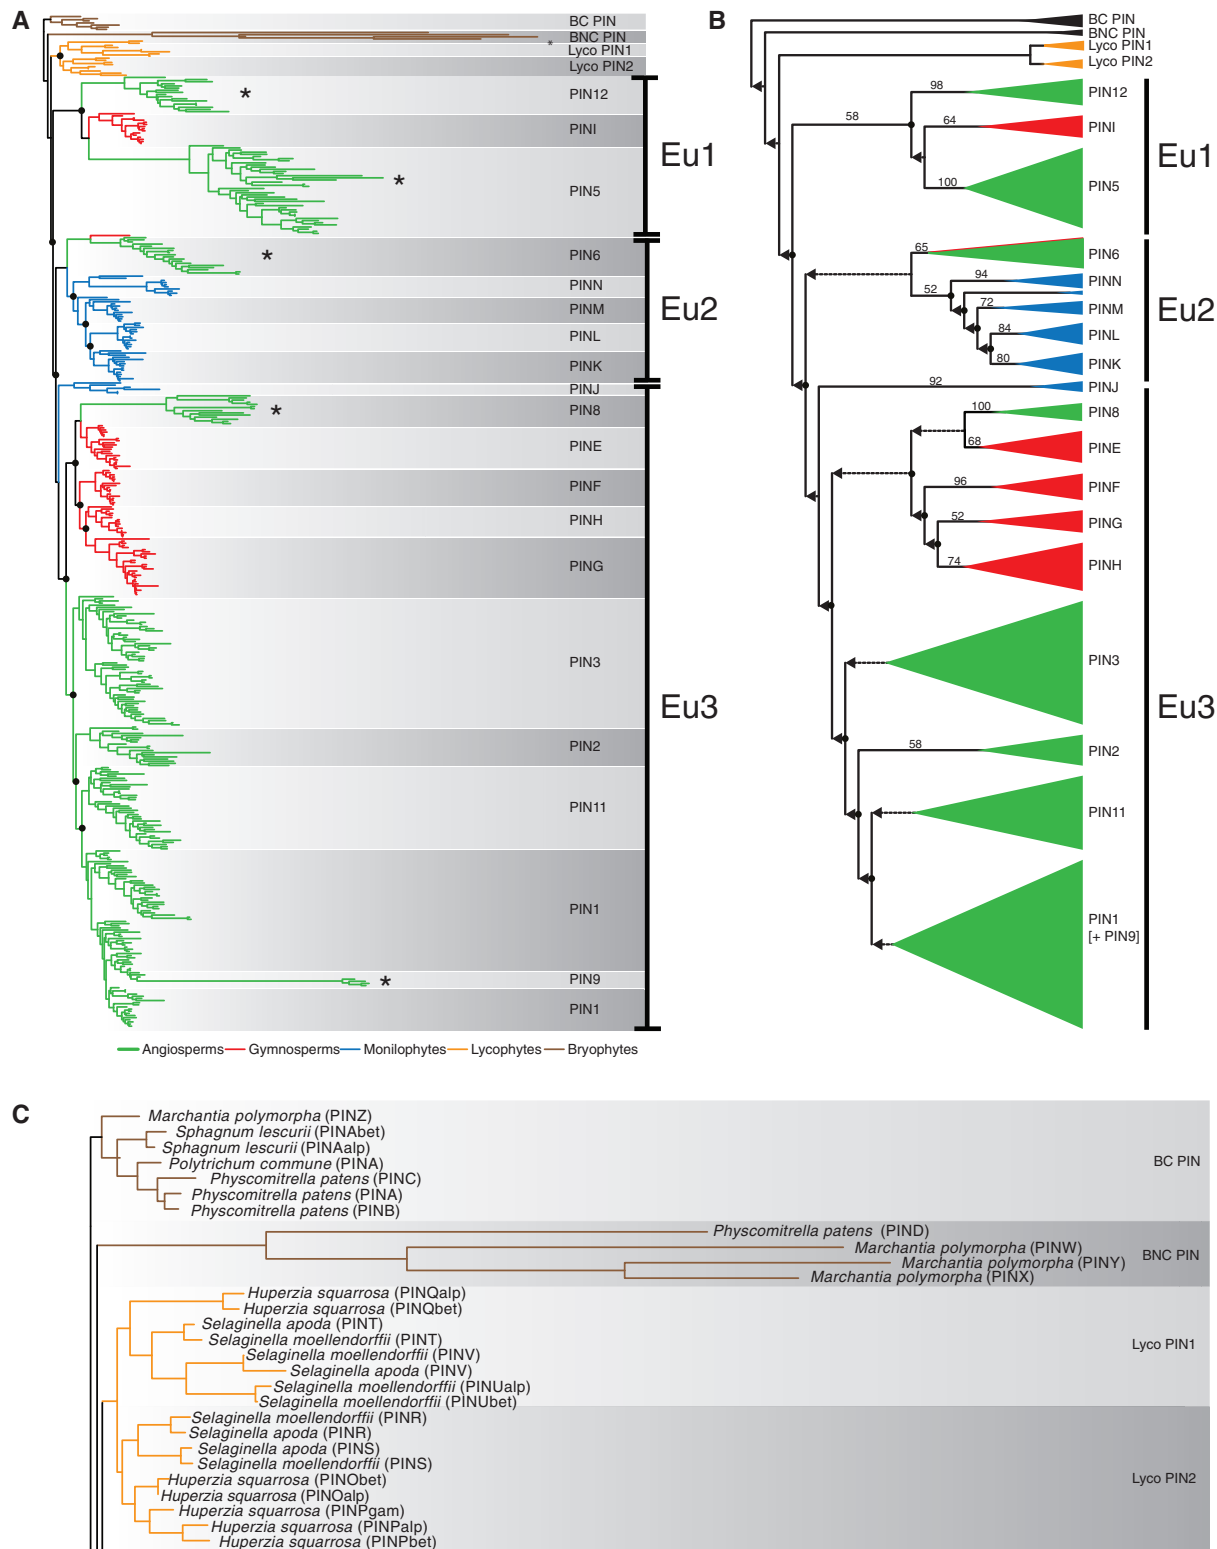 A
BC PIN
BNC PIN
*
Lyco PIN1
Lyco PIN2
PIN12
*
PINI
PIN5
*
Eu1
PIN6
*
PINN
PINM
PINL
PINK
Eu2
PINJ
PIN8
*
PINE
PINF
PINH
PING
PIN3
PIN2
PIN11
PIN1
PIN9
*
PIN1
Eu3
Angiosperms Gymnosperms Monilophytes Lycophytes Bryophytes
B
BC PIN
BNC PIN
Lyco PIN1
Lyco PIN2
98
PIN12
58
64
PINI
100
PIN5
Eu1
65
PIN6
94
PINN
52
72
PINM
84
PINL
80
PINK
Eu2
92
PINJ
100
PIN8
68
PINE
96
PINF
52
PING
74
PINH
PIN3
58
PIN2
PIN11
PIN1
[+ PIN9]
Eu3
C
Marchantia polymorpha (PINZ)
Sphagnum lescurii (PINAbet)
Sphagnum lescurii (PINAalp)
Polytrichum commune (PINA)
Physcomitrella patens (PINC)
Physcomitrella patens (PINA)
Physcomitrella patens (PINB)
BC PIN
Physcomitrella patens (PIND)
Marchantia polymorpha (PINW)
Marchantia polymorpha (PINY)
Marchantia polymorpha (PINX)
BNC PIN
Huperzia squarrosa (PINQalp)
Huperzia squarrosa (PINQbet)
Selaginella apoda (PINT)
Selaginella moellendorffii (PINT)
Selaginella moellendorffii (PINV)
Selaginella apoda (PINV)
Selaginella moellendorffii (PINUalp)
Selaginella moellendorffii (PINUbet)
Lyco PIN1
Selaginella moellendorffii (PINR)
Selaginella apoda (PINR)
Selaginella apoda (PINS)
Selaginella moellendorffii (PINS)
Huperzia squarrosa (PINObet)
Huperzia squarrosa (PINOalp)
Huperzia squarrosa (PINPgam)
Huperzia squarrosa (PINPalp)
Huperzia squarrosa (PINPbet)
Lyco PIN2